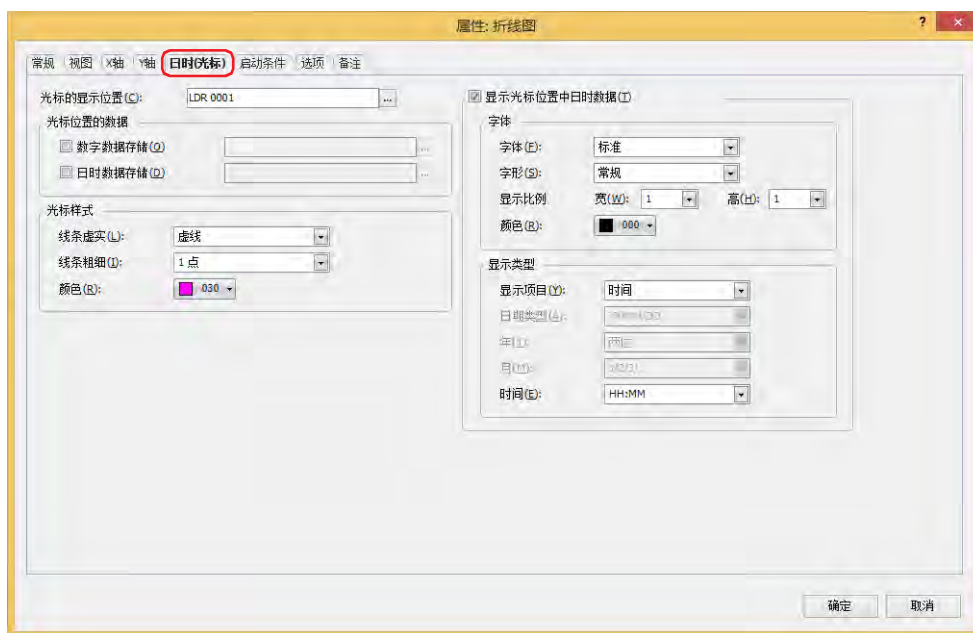 属性: 折线图
? ×
常规 视图 X轴 Y轴 日时(光标) 启动条件 选项 备注
光标的显示位置(C): LDR 0001 ...
光标位置的数据
数字数据存储(O) ...
日时数据存储(D) ...
光标样式
线条虚实(L): 虚线
线条粗细(I): 1 点
颜色(R): 030
显示光标位置中日时数据(T)
字体
字体(F): 标准
字形(S): 常规
显示比例 宽(W): 1 高(H): 1
颜色(R): 000
显示类型
显示项目(Y): 时间
日期类型(A):
年
月(M):
时间(E): HH:MM
确定 取消